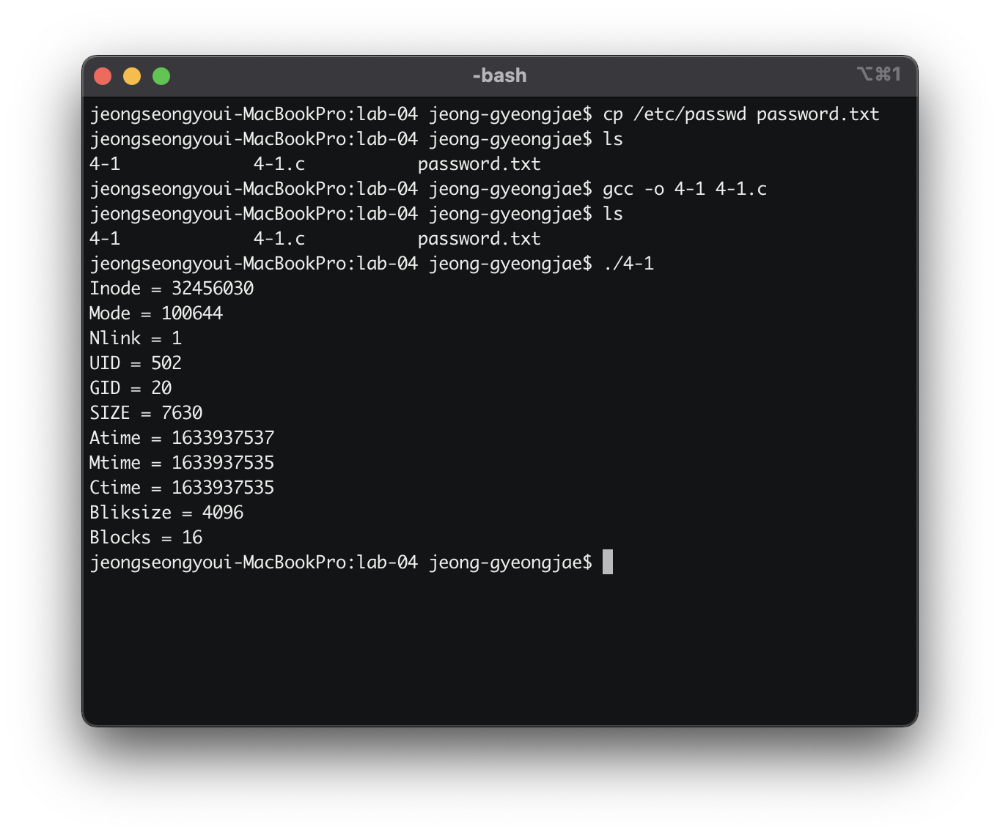 -bash
⌥⌘1
jeongseongyoui-MacBookPro:lab-04 jeong-gyeongjae$ cp /etc/passwd password.txt
jeongseongyoui-MacBookPro:lab-04 jeong-gyeongjae$ ls
4-1             4-1.c           password.txt
jeongseongyoui-MacBookPro:lab-04 jeong-gyeongjae$ gcc -o 4-1 4-1.c
jeongseongyoui-MacBookPro:lab-04 jeong-gyeongjae$ ls
4-1             4-1.c           password.txt
jeongseongyoui-MacBookPro:lab-04 jeong-gyeongjae$ ./4-1
Inode = 32456030
Mode = 100644
Nlink = 1
UID = 502
GID = 20
SIZE = 7630
Atime = 1633937537
Mtime = 1633937535
Ctime = 1633937535
Bliksize = 4096
Blocks = 16
jeongseongyoui-MacBookPro:lab-04 jeong-gyeongjae$